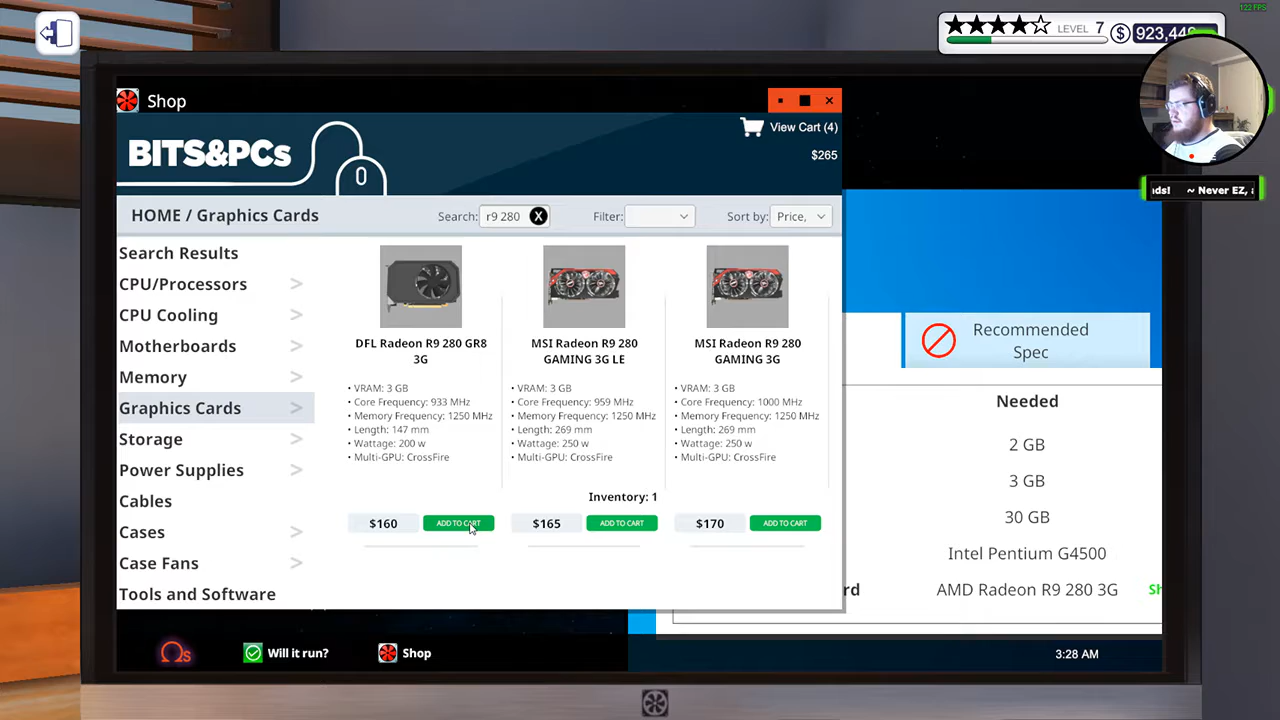 122 FPS
LEVEL 7
$
Shop
BITS&PCs
View Cart (4)
$265
ds!    ~ Never EZ,
HOME / Graphics Cards
Search: r9 280 X
Filter:
Sort by: Price,
Search Results
CPU/Processors >
CPU Cooling >
Motherboards >
Memory >
Graphics Cards >
Storage >
Power Supplies >
Cables
Cases >
Case Fans >
Tools and Software
DFL Radeon R9 280 GR8
3G
• VRAM: 3 GB
• Core Frequency: 933 MHz
• Memory Frequency: 1250 MHz
• Length: 147 mm
• Wattage: 200 w
• Multi-GPU: CrossFire
$160 ADD TO CART
MSI Radeon R9 280
GAMING 3G LE
• VRAM: 3 GB
• Core Frequency: 959 MHz
• Memory Frequency: 1250 MHz
• Length: 269 mm
• Wattage: 250 w
• Multi-GPU: CrossFire
Inventory: 1
$165 ADD TO CART
MSI Radeon R9 280
GAMING 3G
• VRAM: 3 GB
• Core Frequency: 1000 MHz
• Memory Frequency: 1250 MHz
• Length: 269 mm
• Wattage: 250 w
• Multi-GPU: CrossFire
$170 ADD TO CART
Recommended
Spec
Needed
2 GB
3 GB
30 GB
Intel Pentium G4500
rd AMD Radeon R9 280 3G Sh
Ωs
Will it run?
Shop
3:28 AM